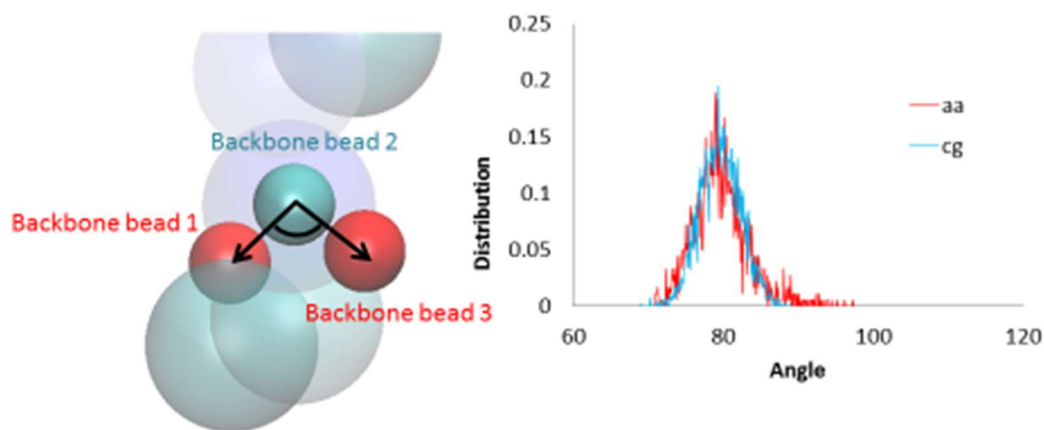 Backbone bead 2
Backbone bead 1
Backbone bead 3
0.25
0.2
0.15
0.1
0.05
0
Distribution
60
80
100
120
Angle
aa
cg